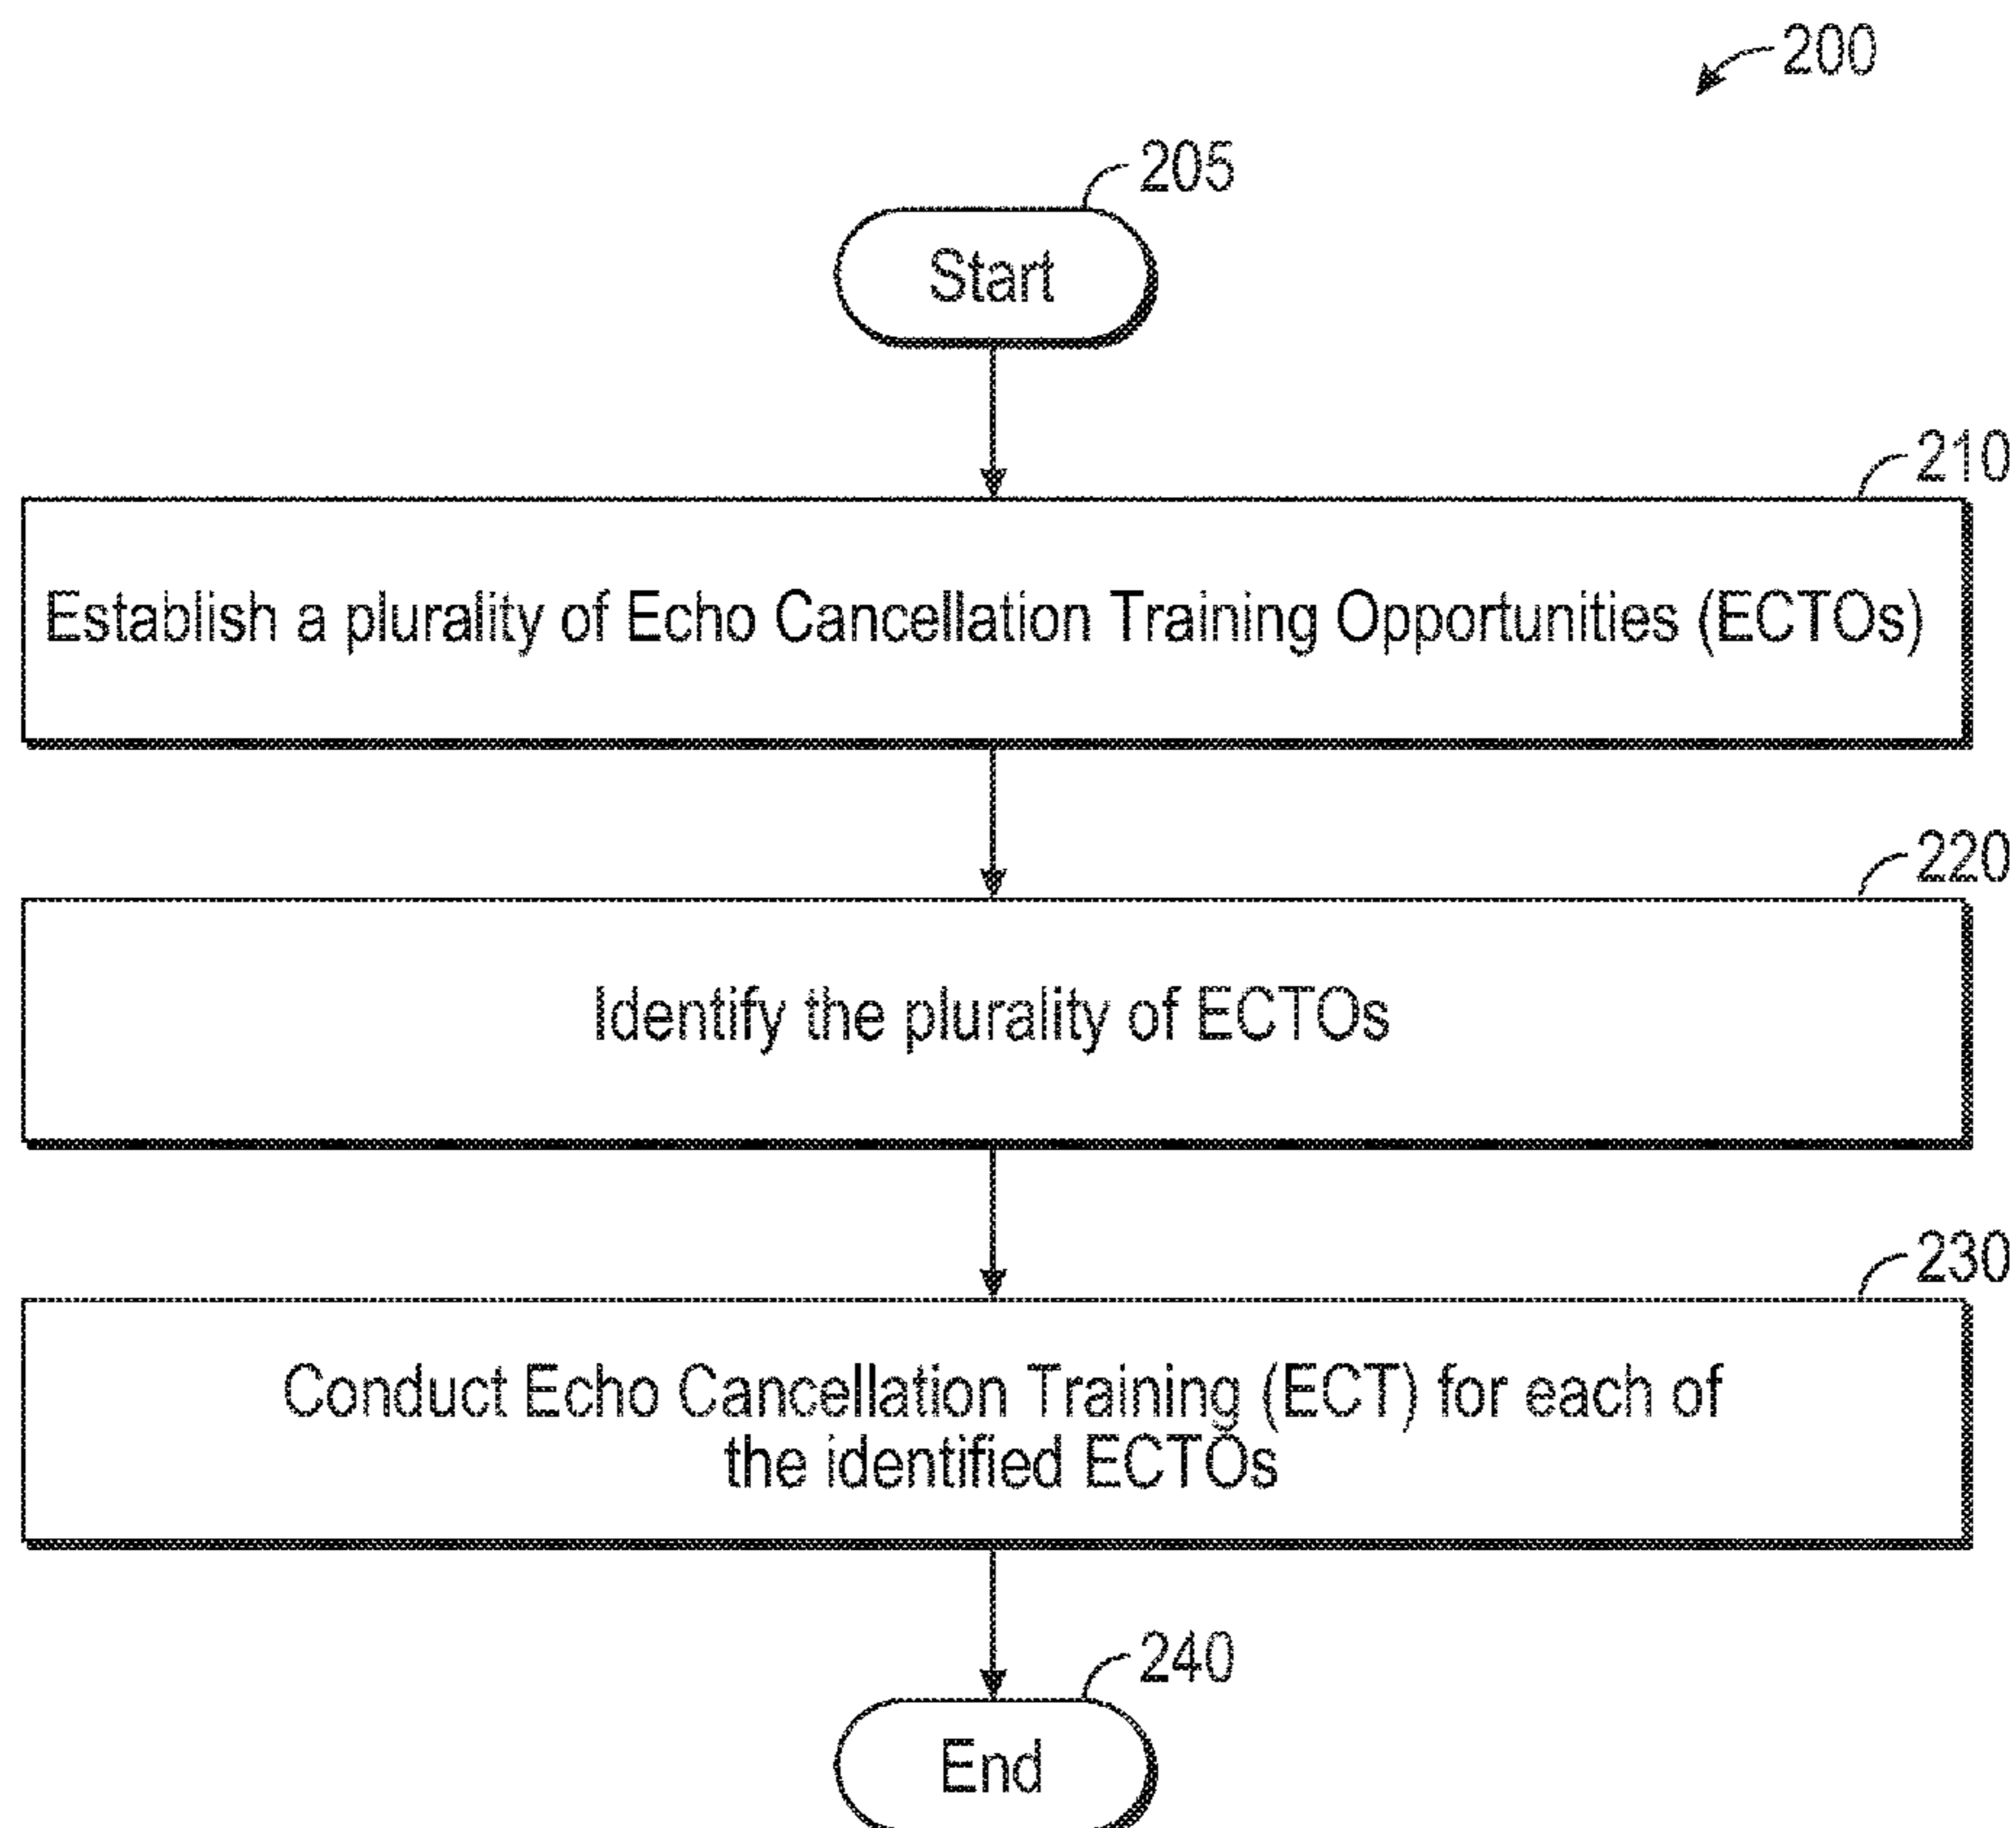 200
205
Start
210
Establish a plurality of Echo Cancellation Training Opportunities (ECTOs)
220
Identify the plurality of ECTOs
230
Conduct Echo Cancellation Training (ECT) for each of
the identified ECTOs
240
End